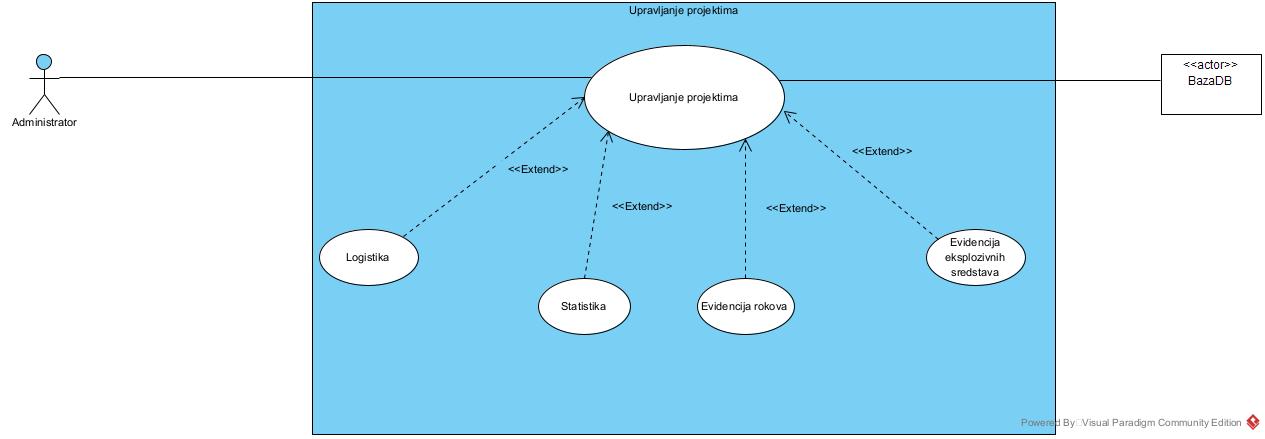 Upravljanje projektima
<<actor>>
BazaDB
Upravljanje projektima
Administrator
<<Extend>>
<<Extend>>
<<Extend>>
<<Extend>>
Logistika
Evidencija
eksplozivnih
sredstava
Statistika
Evidencija rokova
Powered By Visual Paradigm Community Edition